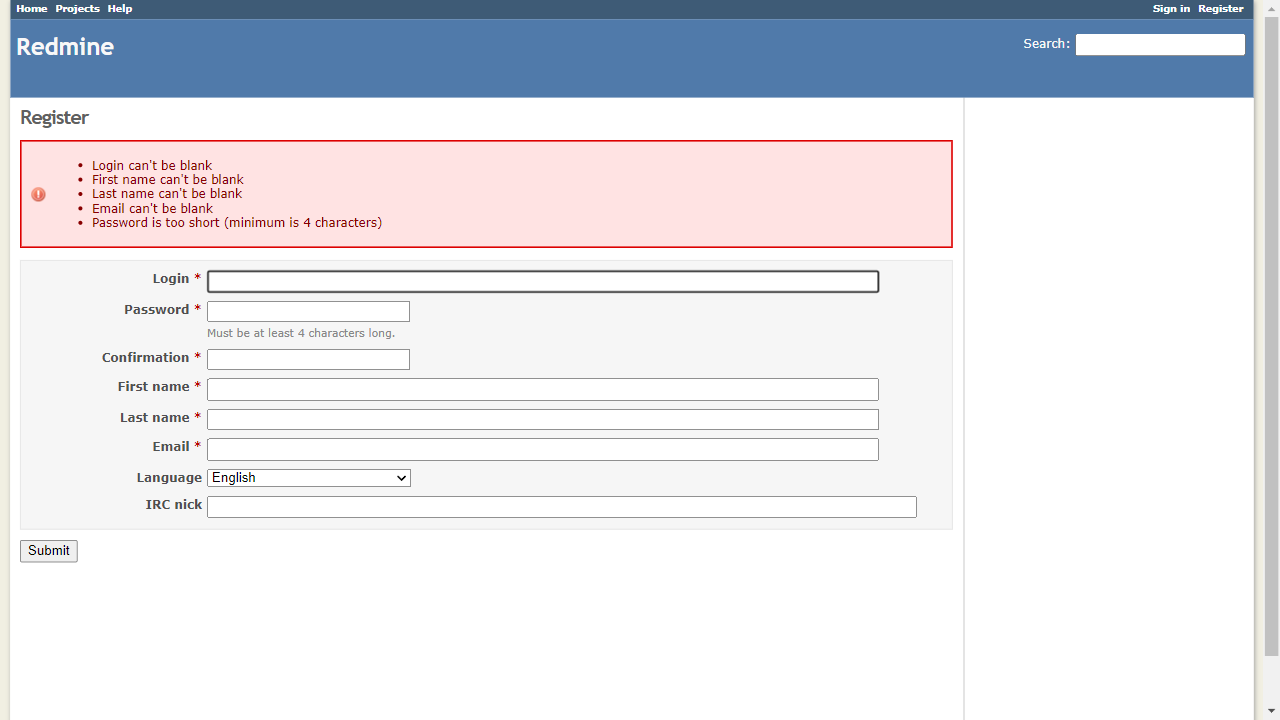 Home Projects Help Sign in Register
Redmine Search:
Register
Login can't be blank
First name can't be blank
Last name can't be blank
Email can't be blank
Password is too short (minimum is 4 characters)
Login *
Password *
Must be at least 4 characters long.
Confirmation *
First name *
Last name *
Email *
Language English
IRC nick
Submit